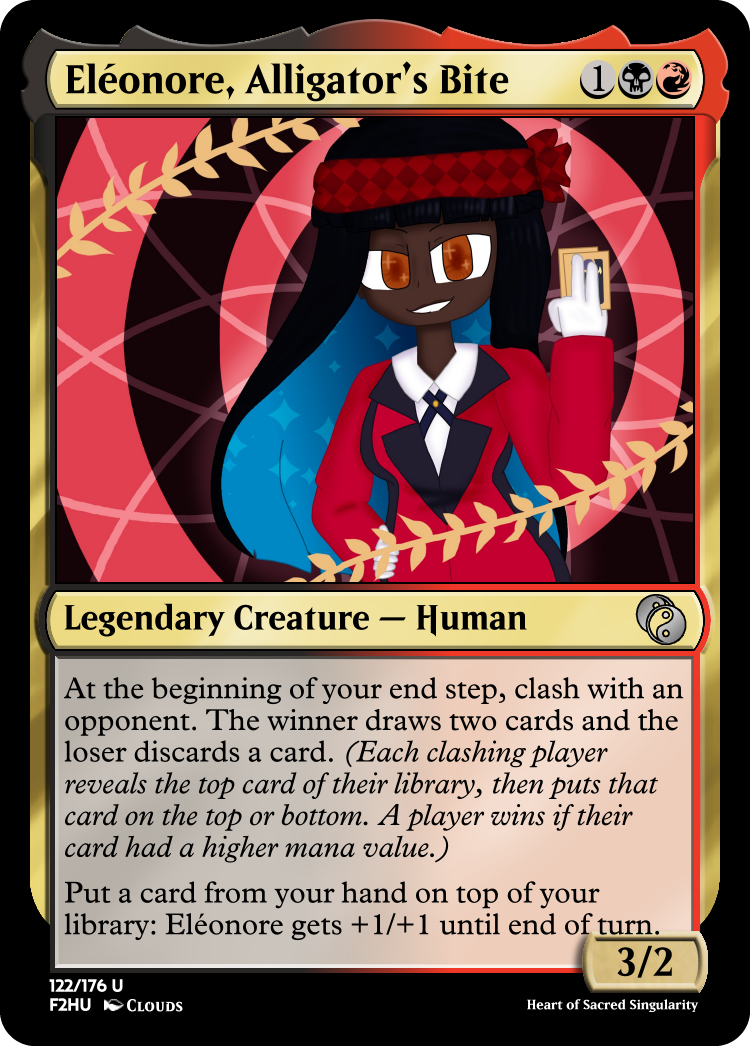 Eléonore, Alligator's Bite 1
Legendary Creature — Human
At the beginning of your end step, clash with an
opponent. The winner draws two cards and the
loser discards a card. (Each clashing player
reveals the top card of their library, then puts that
card on the top or bottom. A player wins if their
card had a higher mana value.)
Put a card from your hand on top of your
library: Eléonore gets +1/+1 until end of turn.
3/2
122/176 U
F2HU Clouds
Heart of Sacred Singularity